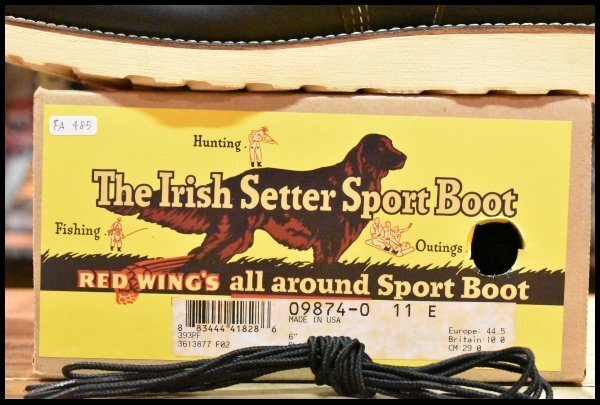 FA 485
Hunting.
The Irish Setter Sport Boot
Fishing.
Outings.
RED WING'S all around Sport Boot
09874-0 11 E
MADE IN USA
8 83444 41828 6
393PF
3613877 F02
6"
Europe: 44.5
Britain: 10.0
CM: 29.0